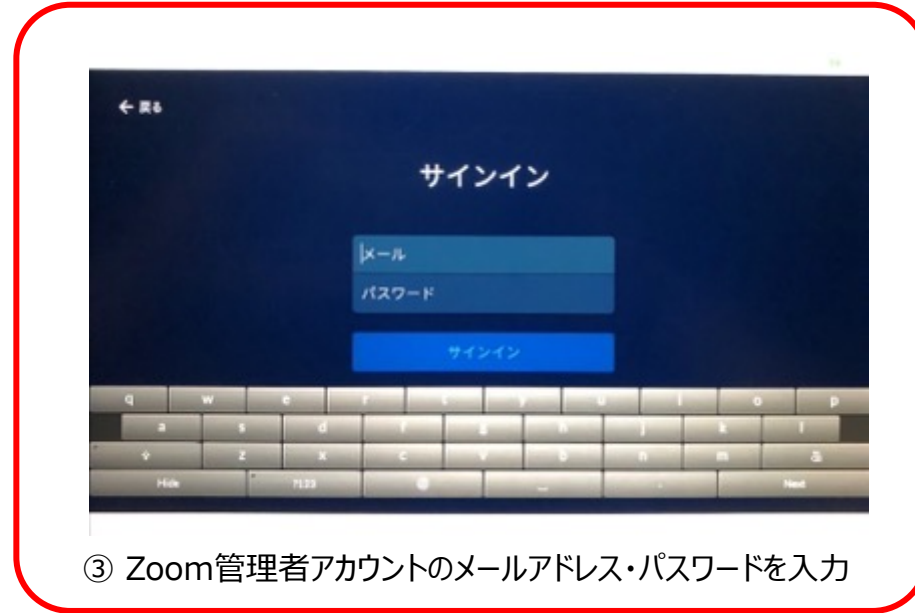 ← 戻る
サインイン
メール
パスワード
サインイン
q w e r t y u i o p
a s d f g h j k l
z x c v b n m あ
Hide ?123 @ _ . Next
③ Zoom管理者アカウントのメールアドレス・パスワードを入力